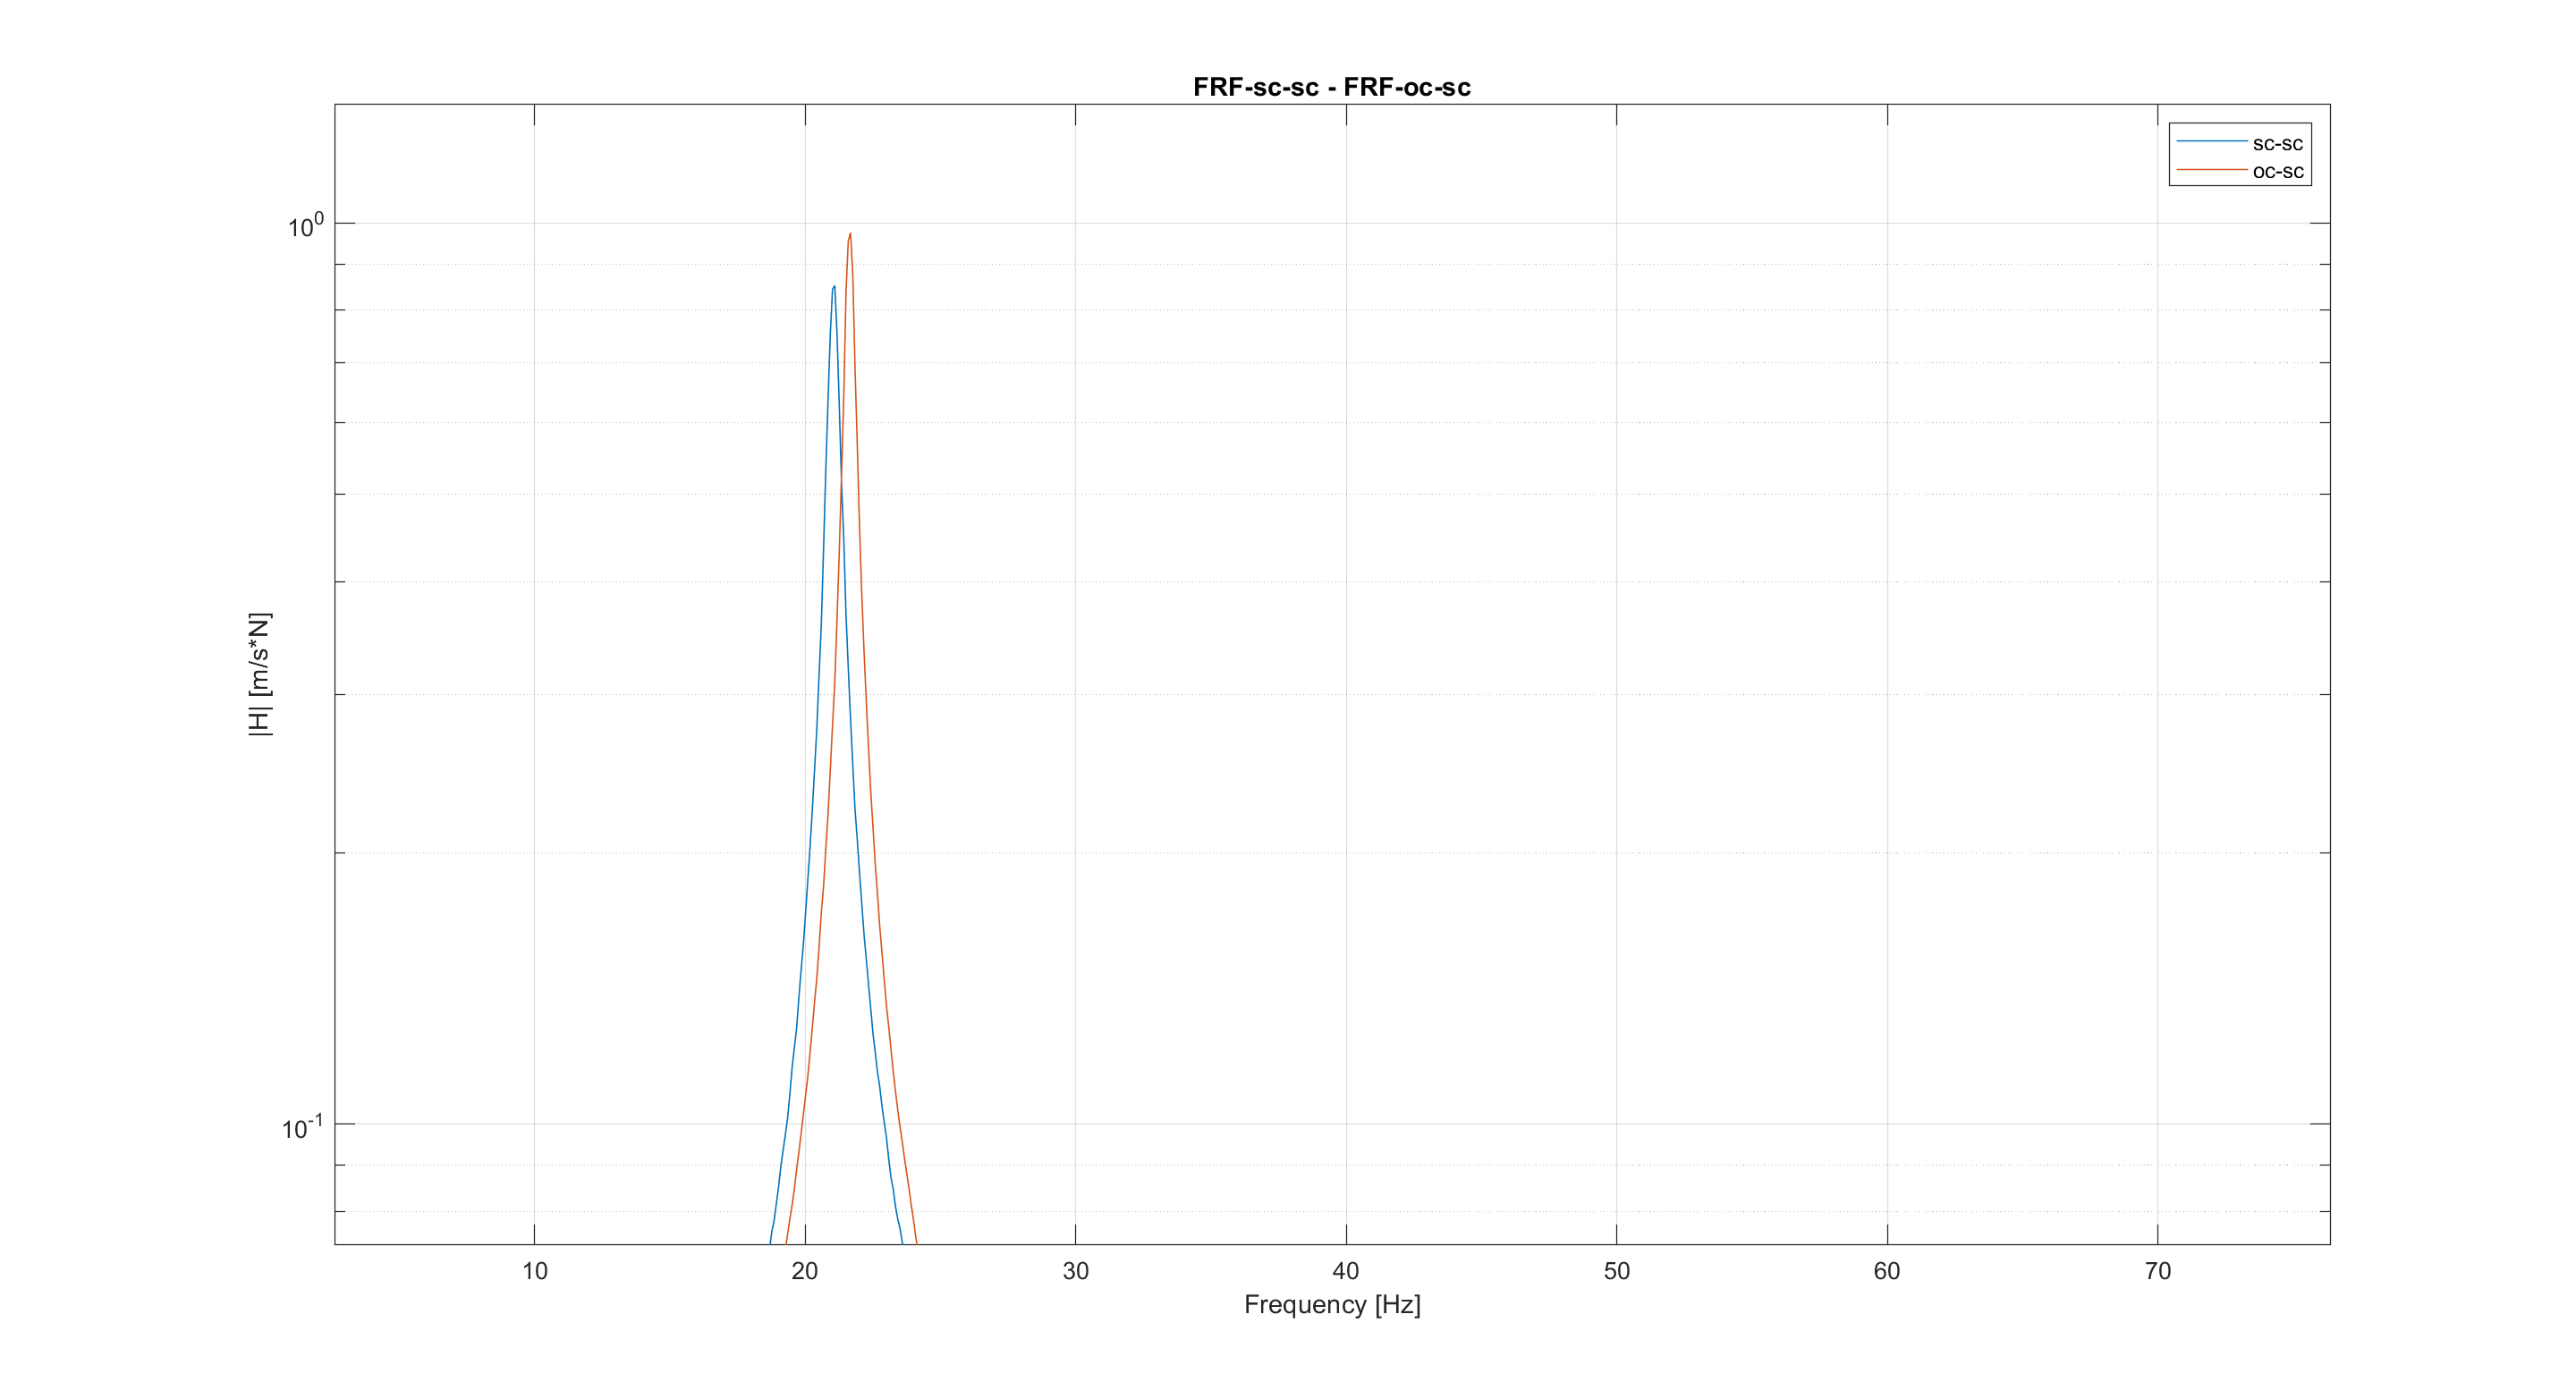 FRF-sc-sc - FRF-oc-sc
sc-sc
oc-sc
10^0
10^-1
|H| [m/s*N]
10 20 30 40 50 60 70
Frequency [Hz]